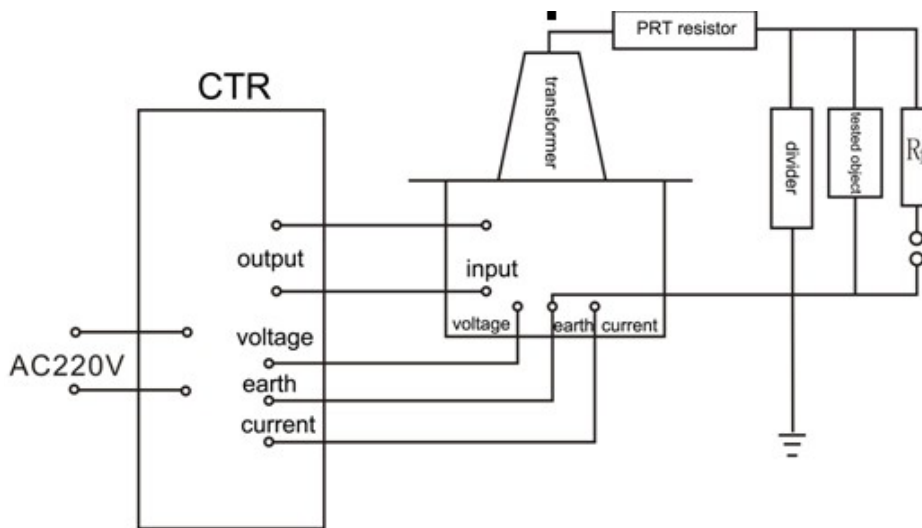 PRT resistor
CTR
transformer
divider
tested object
R
output
input
voltage
earth
current
AC220V
voltage
earth
current